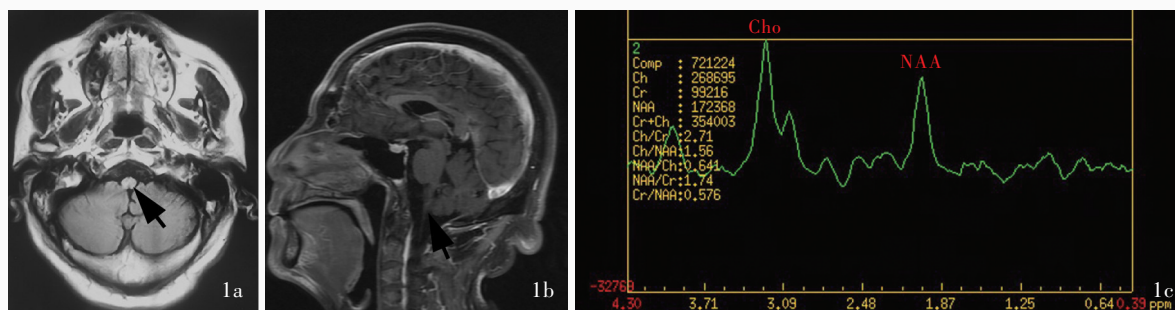 1a
1b
Cho
NAA
2
Comp : 721224
Ch : 268695
Cr : 99216
NAA : 172368
Cr+Ch : 354003
Ch/Cr :2.71
Ch/NAA:1.56
NAA/Ch:0.641
NAA/Cr:1.74
Cr/NAA:0.576
4.30 3.71 3.09 2.48 1.87 1.25 0.64 0.39 ppm
1c